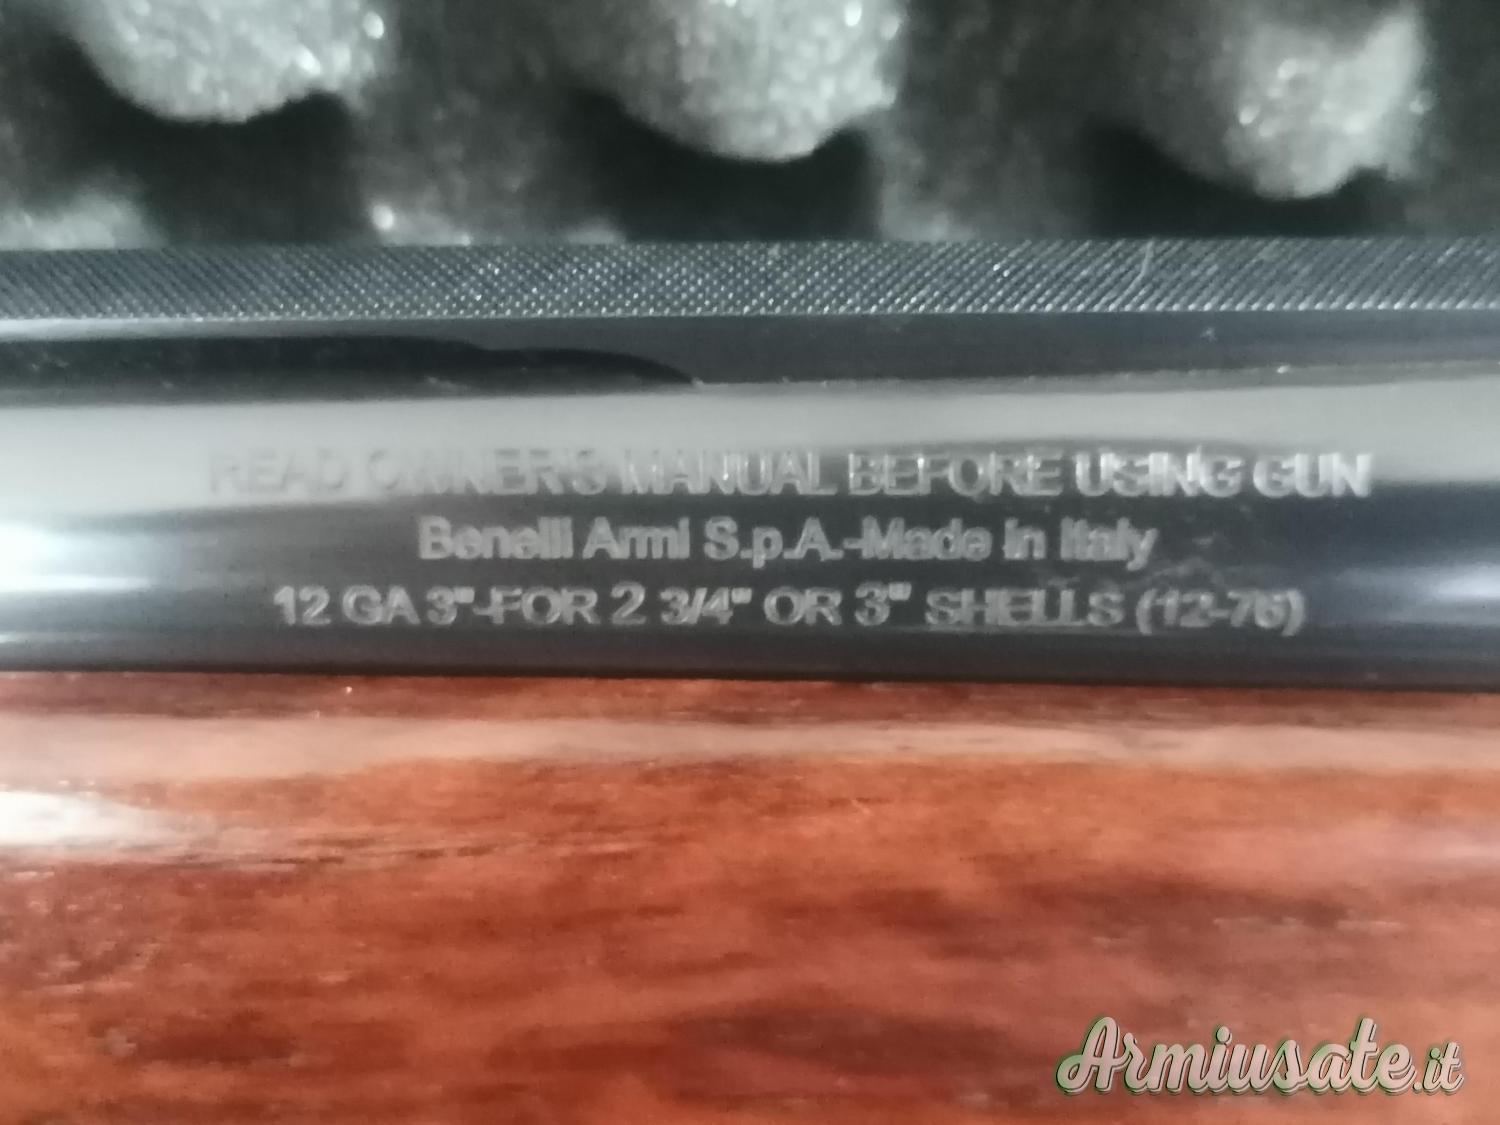 READ OWNER'S MANUAL BEFORE USING GUN
Benelli Armi S.p.A.-Made in Italy
12 GA 3"-FOR 2 3/4" OR 3" SHELLS (12-76)
Armiusate.it